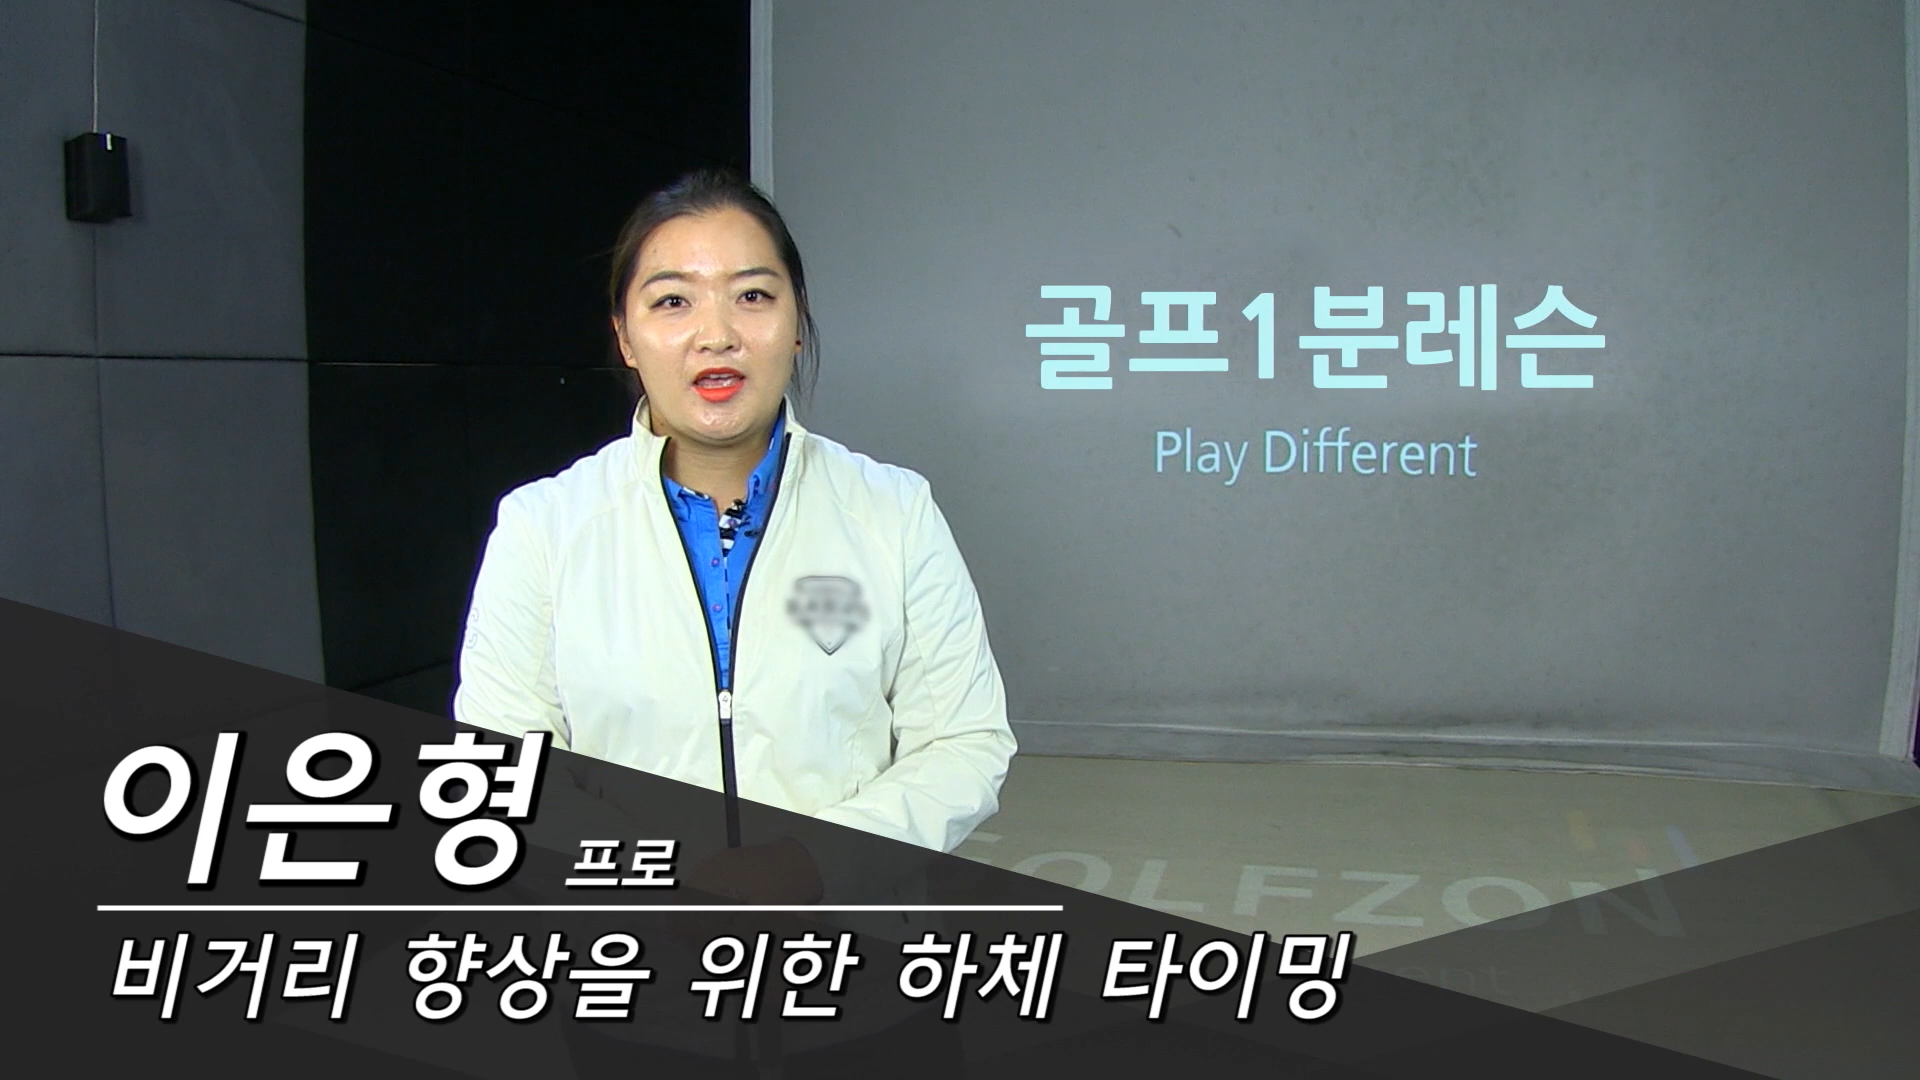 골프1분레슨
Play Different
이은형 프로
비거리 향상을 위한 하체 타이밍
GOLFZON